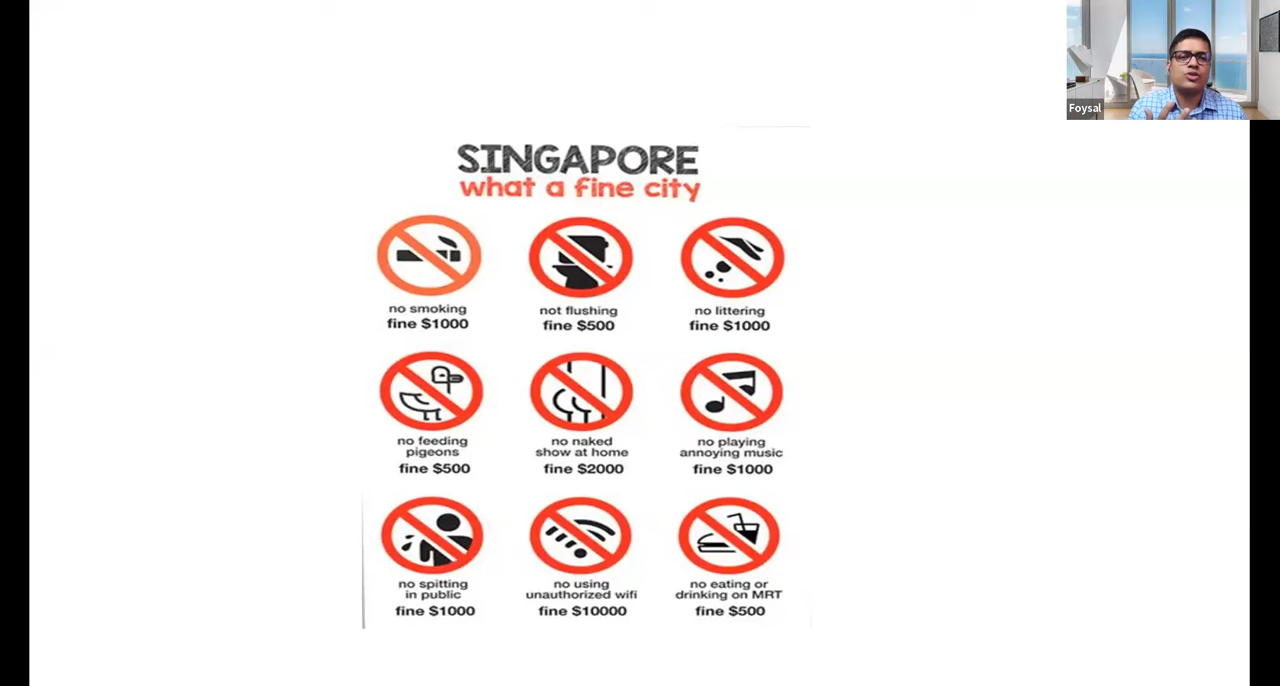 Foysal
SINGAPORE
what a fine city
no smoking
fine $1000
not flushing
fine $500
no littering
fine $1000
no feeding
pigeons
fine $500
no naked
show at home
fine $2000
no playing
annoying music
fine $1000
no spitting
in public
fine $1000
no using
unauthorized wifi
fine $10000
no eating or
drinking on MRT
fine $500